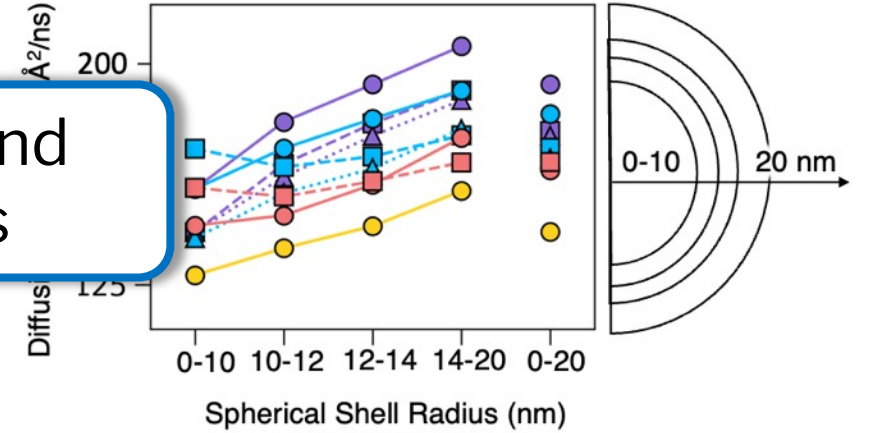 Å²/ns)
Diffus
200
125
nd
s
0-10 10-12 12-14 14-20 0-20
Spherical Shell Radius (nm)
0-10
20 nm